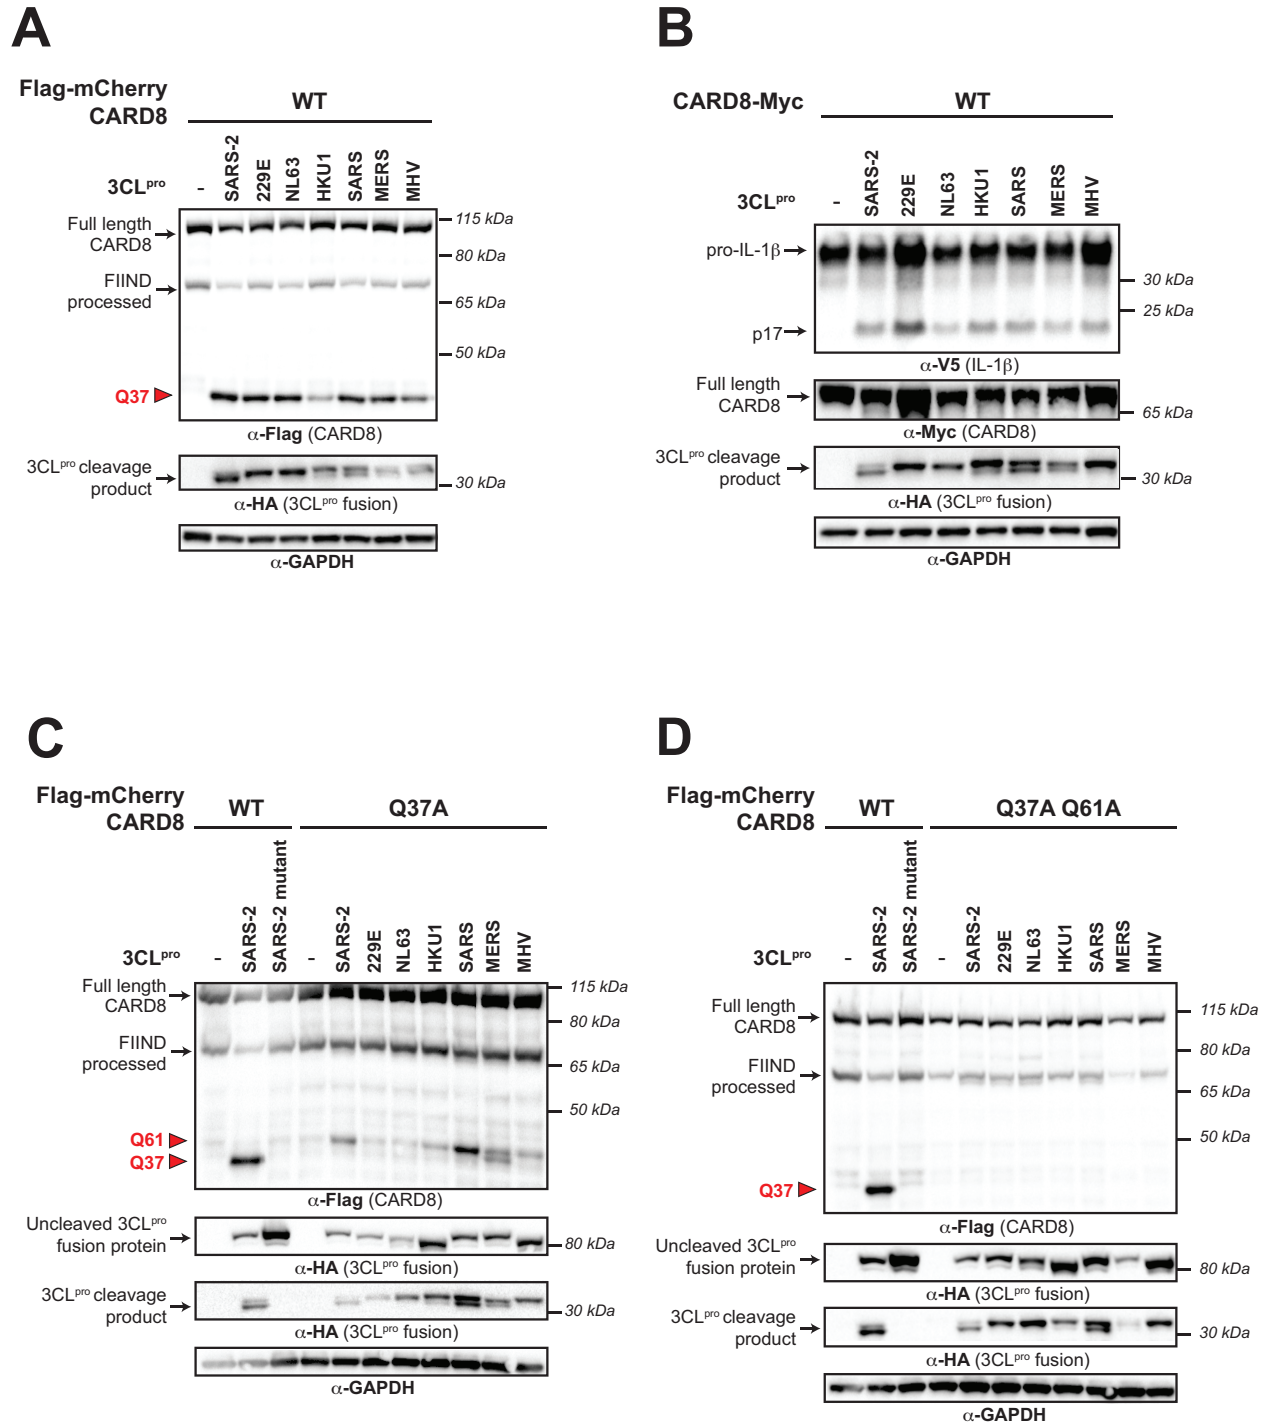 A
Flag-mCherry
CARD8
WT
3CLpro
-
SARS-2
229E
NL63
HKU1
SARS
MERS
MHV
Full length
CARD8
FIIND
processed
Q37
115 kDa
80 kDa
65 kDa
50 kDa
α-Flag (CARD8)
3CLpro cleavage
product
30 kDa
α-HA (3CLpro fusion)
α-GAPDH
B
CARD8-Myc
WT
3CLpro
-
SARS-2
229E
NL63
HKU1
SARS
MERS
MHV
pro-IL-1β
p17
30 kDa
25 kDa
α-V5 (IL-1β)
Full length
CARD8
65 kDa
α-Myc (CARD8)
3CLpro cleavage
product
30 kDa
α-HA (3CLpro fusion)
α-GAPDH
C
Flag-mCherry
CARD8
WT
Q37A
3CLpro
-
SARS-2
SARS-2 mutant
-
SARS-2
229E
NL63
HKU1
SARS
MERS
MHV
Full length
CARD8
FIIND
processed
Q61
Q37
115 kDa
80 kDa
65 kDa
50 kDa
α-Flag (CARD8)
Uncleaved 3CLpro
fusion protein
80 kDa
α-HA (3CLpro fusion)
3CLpro cleavage
product
30 kDa
α-HA (3CLpro fusion)
α-GAPDH
D
Flag-mCherry
CARD8
WT
Q37A Q61A
3CLpro
-
SARS-2
SARS-2 mutant
-
SARS-2
229E
NL63
HKU1
SARS
MERS
MHV
Full length
CARD8
FIIND
processed
Q37
115 kDa
80 kDa
65 kDa
50 kDa
α-Flag (CARD8)
Uncleaved 3CLpro
fusion protein
80 kDa
α-HA (3CLpro fusion)
3CLpro cleavage
product
30 kDa
α-HA (3CLpro fusion)
α-GAPDH